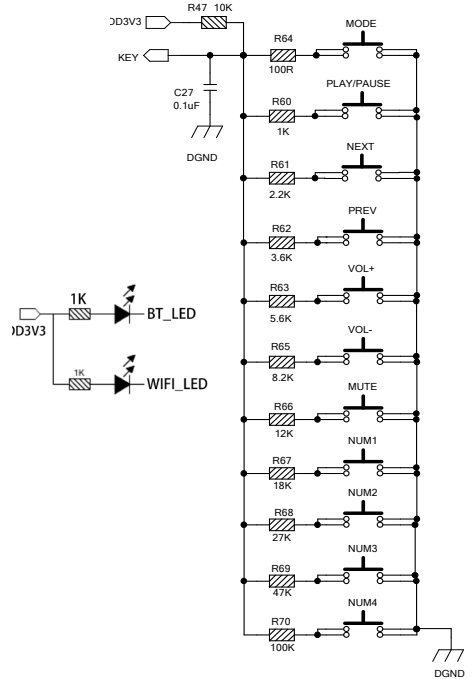 R47 10K
DD3V3
KEY
C27
0.1uF
DGND
R64
100R
MODE
R60
1K
PLAY/PAUSE
R61
2.2K
NEXT
R62
3.6K
PREV
R63
5.6K
VOL+
R65
8.2K
VOL-
R66
12K
MUTE
R67
18K
NUM1
R68
27K
NUM2
R69
47K
NUM3
R70
100K
NUM4
DGND
DD3V3
1K
BT_LED
1K
WIFI_LED